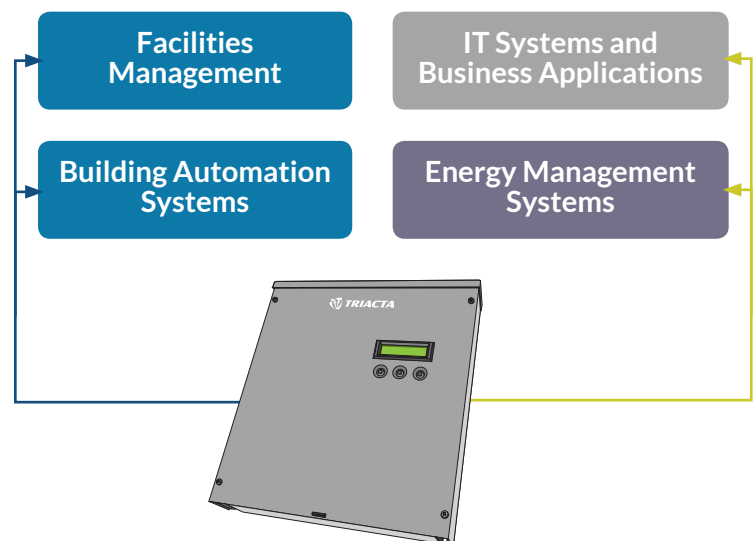 Facilities
Management
IT Systems and
Business Applications
Building Automation
Systems
Energy Management
Systems
TRIACTA